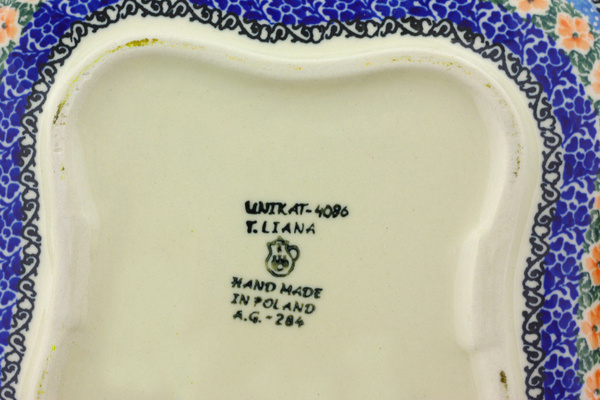 UNIKAT-4086
T.LIANA
HAND MADE
IN POLAND
A.G.-284